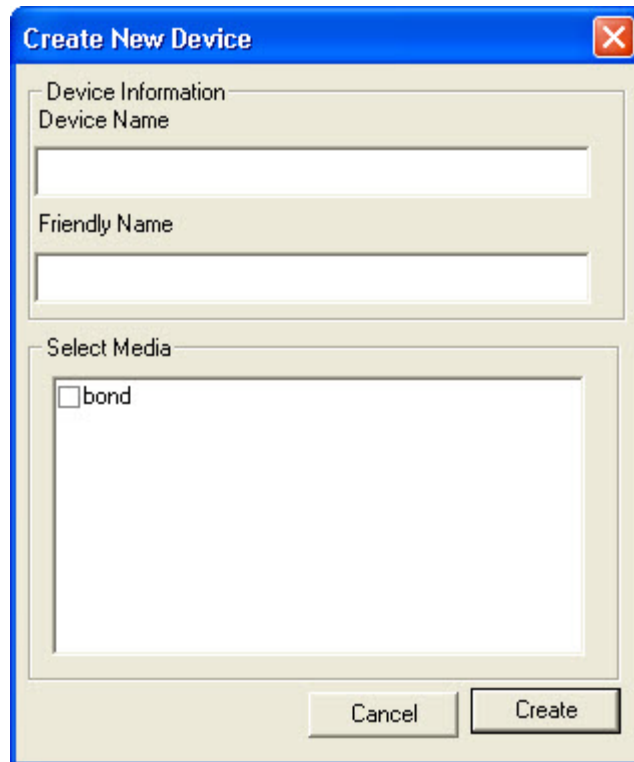 Create New Device
Device Information
Device Name
Friendly Name
Select Media
bond
Cancel
Create